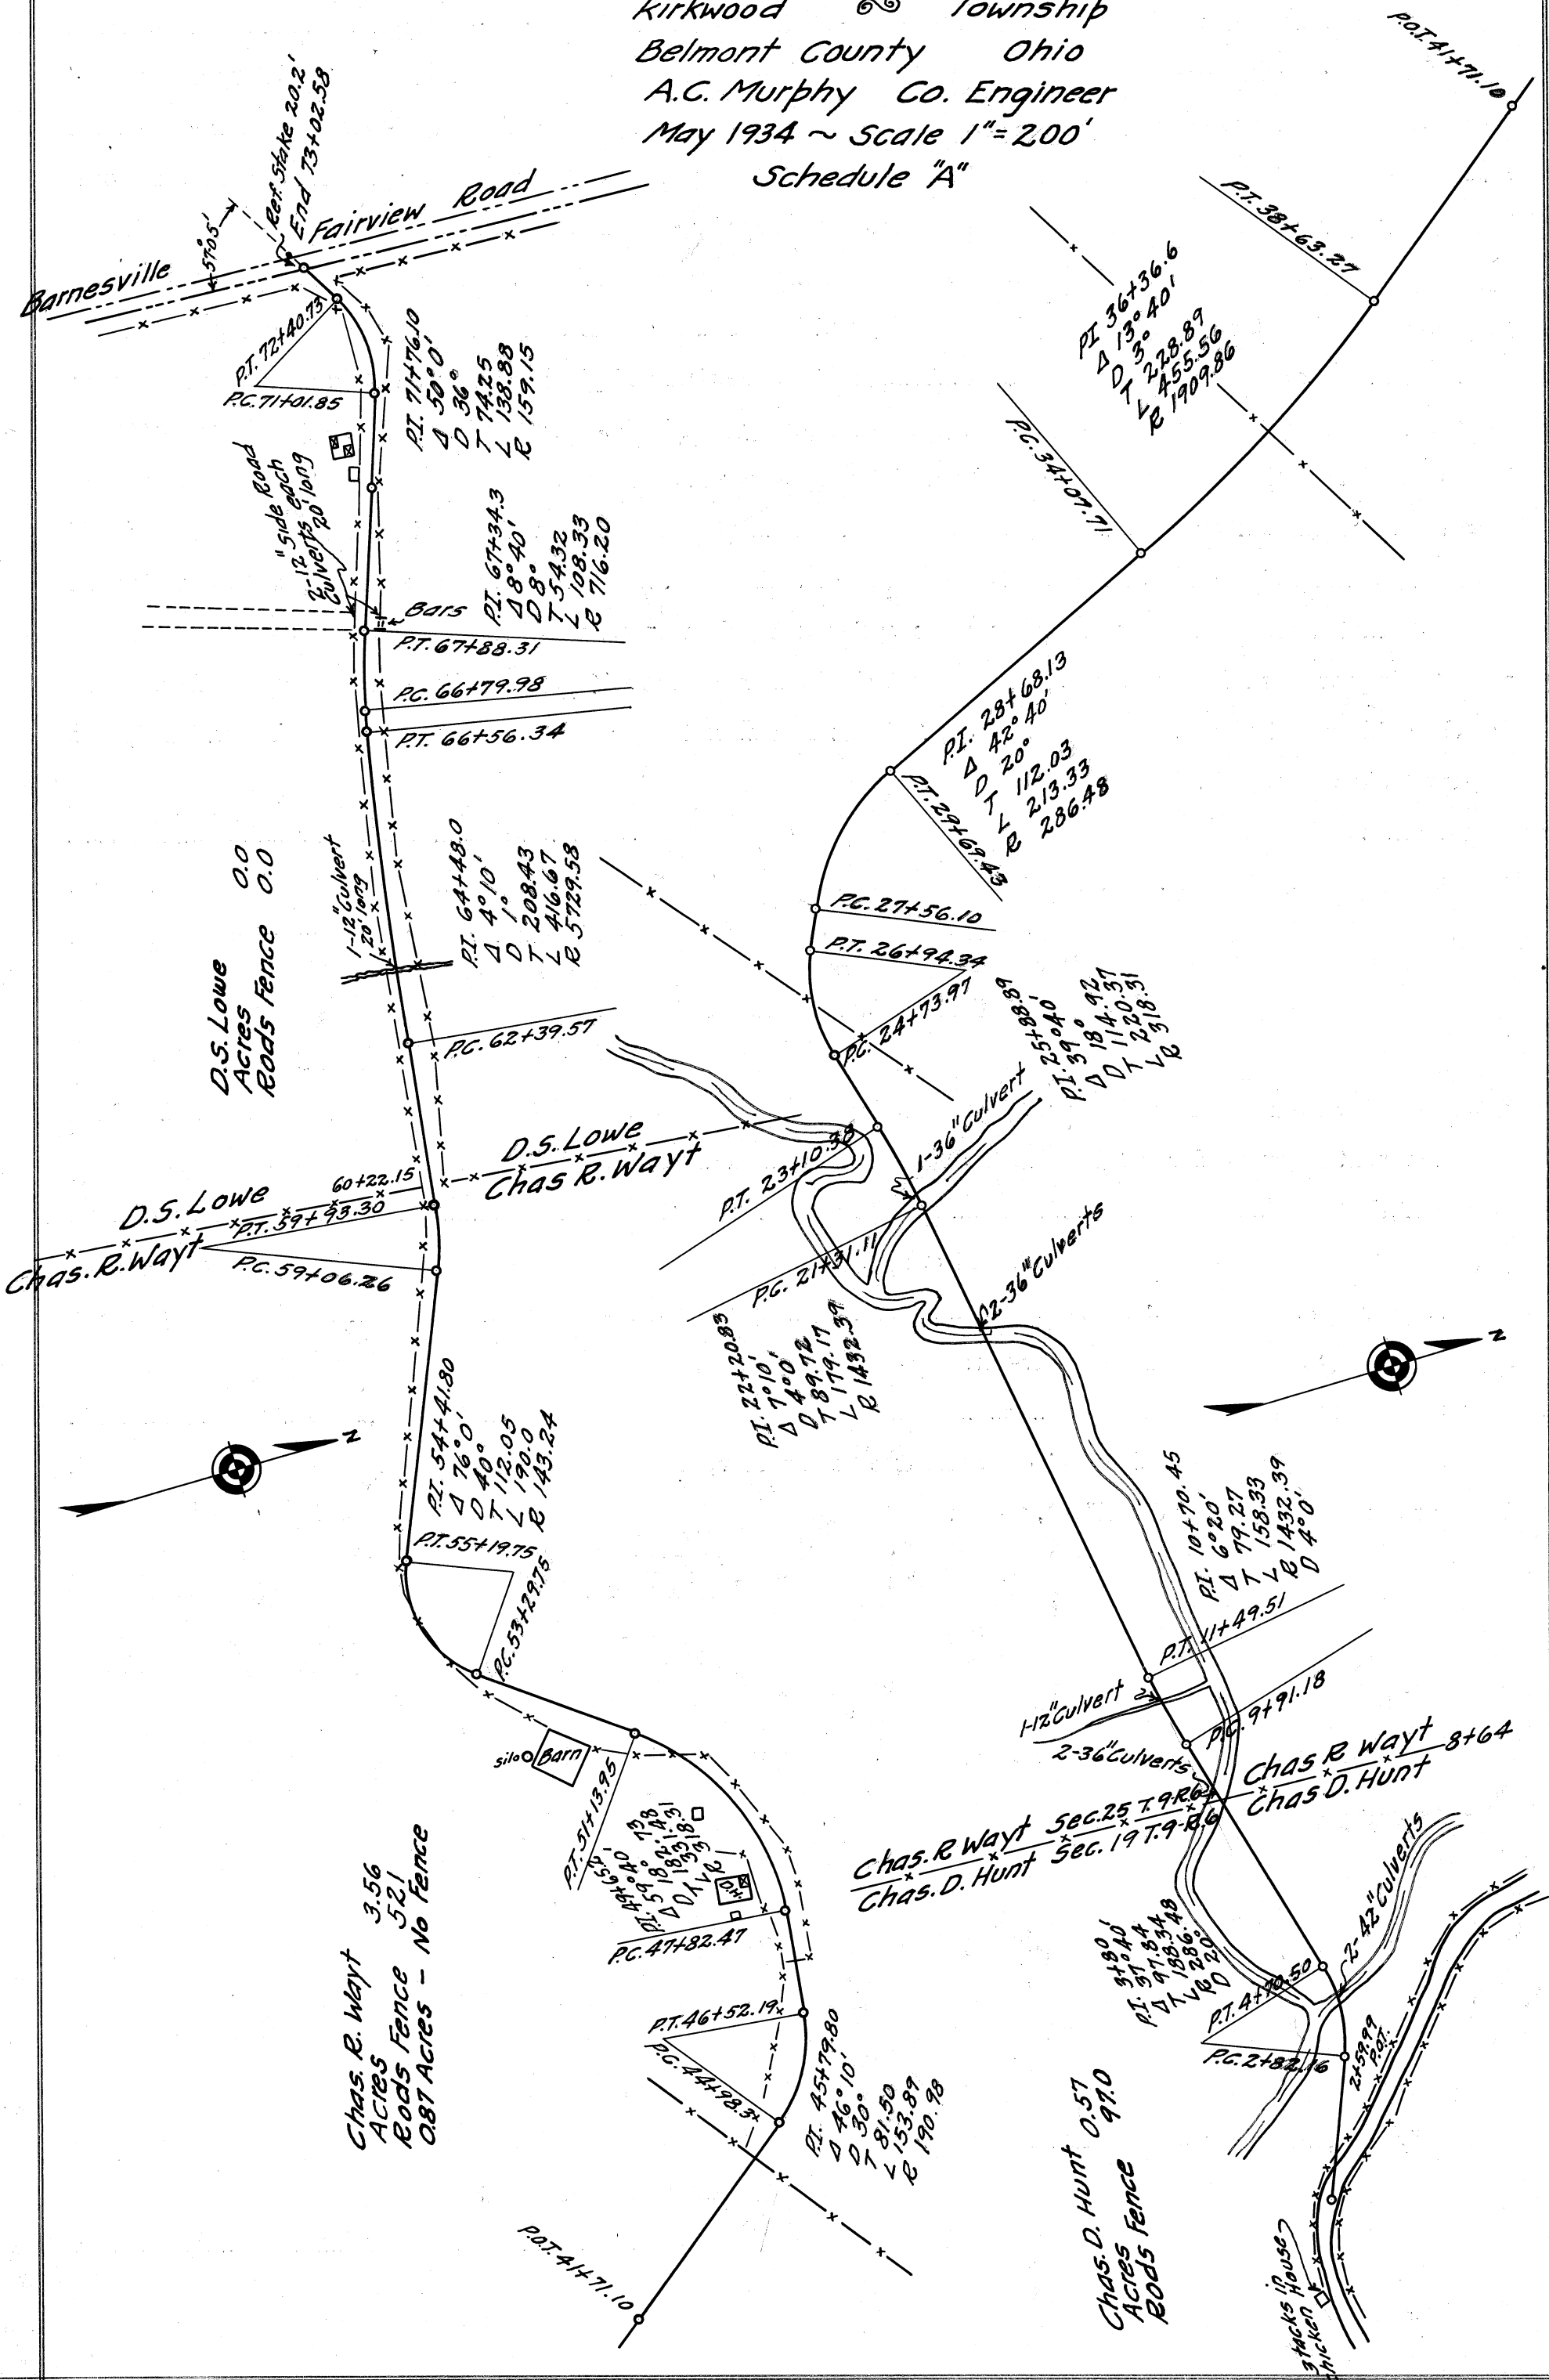 Kirkwood Township
Belmont County Ohio
A.C. Murphy Co. Engineer
May 1934 ~ Scale 1"=200'
Schedule "A"
P.O.T. 41+71.10
Ref. Stake 20.2'
End 73+02.58
57°05'
Barnesville Fairview Road
P.T. 72+40.73
P.C. 71+01.85
P.I. 71+76.10
Δ 50°0'
D 36°
T 74.25
L 138.88
R 159.15
2-12" Side Road
Culverts each
20' long
Bars
P.I. 67+34.3
Δ 8°40'
D 8°
T 54.32
L 108.33
R 716.20
P.T. 67+88.31
P.C. 66+79.98
P.T. 66+56.34
1-12" Culvert
20' long
P.I. 64+48.0
Δ 4°10'
D 1°
T 208.43
L 416.67
R 5729.58
D.S. Lowe
Acres 0.0
Rods Fence 0.0
P.C. 62+39.57
D.S. Lowe
Chas R. Wayt
D.S. Lowe
60+22.15
P.T. 59+93.30
Chas. R. Wayt
P.C. 59+06.26
P.I. 54+41.80
Δ 76°0'
D 40°
T 112.05
L 190.0
R 143.24
N
P.T. 55+19.75
P.C. 53+29.75
silo
Barn
P.T. 51+13.95
Δ 59°40'
P.C. 47+82.47
P.T. 46+52.19
P.C. 44+98.3
P.I. 45+79.80
Δ 46°10'
D 30°
T 81.50
L 153.89
R 190.98
P.O.T. 41+71.10
Chas. R. Wayt
Acres 3.56
Rods Fence 521
0.87 Acres - No Fence
P.T. 38+63.27
P.I. 36+36.6
Δ 13°40'
D 3°
T 228.89
L 455.56
R 1909.86
P.C. 34+07.71
P.I. 28+68.13
Δ 42°40'
D 20°
T 112.03
L 213.33
R 286.48
P.T. 29+69.43
P.C. 27+56.10
P.T. 26+94.34
P.C. 24+73.97
P.I. 25+88.89
Δ 39°40'
D 18°
T 114.92
L 220.37
R 318.31
1-36" Culvert
P.T. 23+10.38
P.C. 21+31.11
2-36" Culverts
P.I. 22+20.83
Δ 7°10'
D 4°0'
T 89.72
L 179.17
R 1432.39
N
P.I. 10+70.45
Δ 6°20'
T 79.27
L 158.33
R 1432.39
D 4°0'
P.T. 11+49.51
1-12" Culvert
P.C. 9+91.18
2-36" Culverts
Chas R Wayt
8+64
Chas D. Hunt
Chas. R Wayt Sec. 25 T.9-R.6
Chas. D. Hunt Sec. 19 T.9-R.6
2-42" Culverts
P.I. 3+80
Δ 37°40'
T 97.84
L 188.34
R 286.48
D 20°
P.T. 4+70.50
P.C. 2+82.16
2+59.99
P.O.T.
Chas. D. Hunt
Acres 0.57
Rods Fence 97.0
3 tacks in
Chicken House